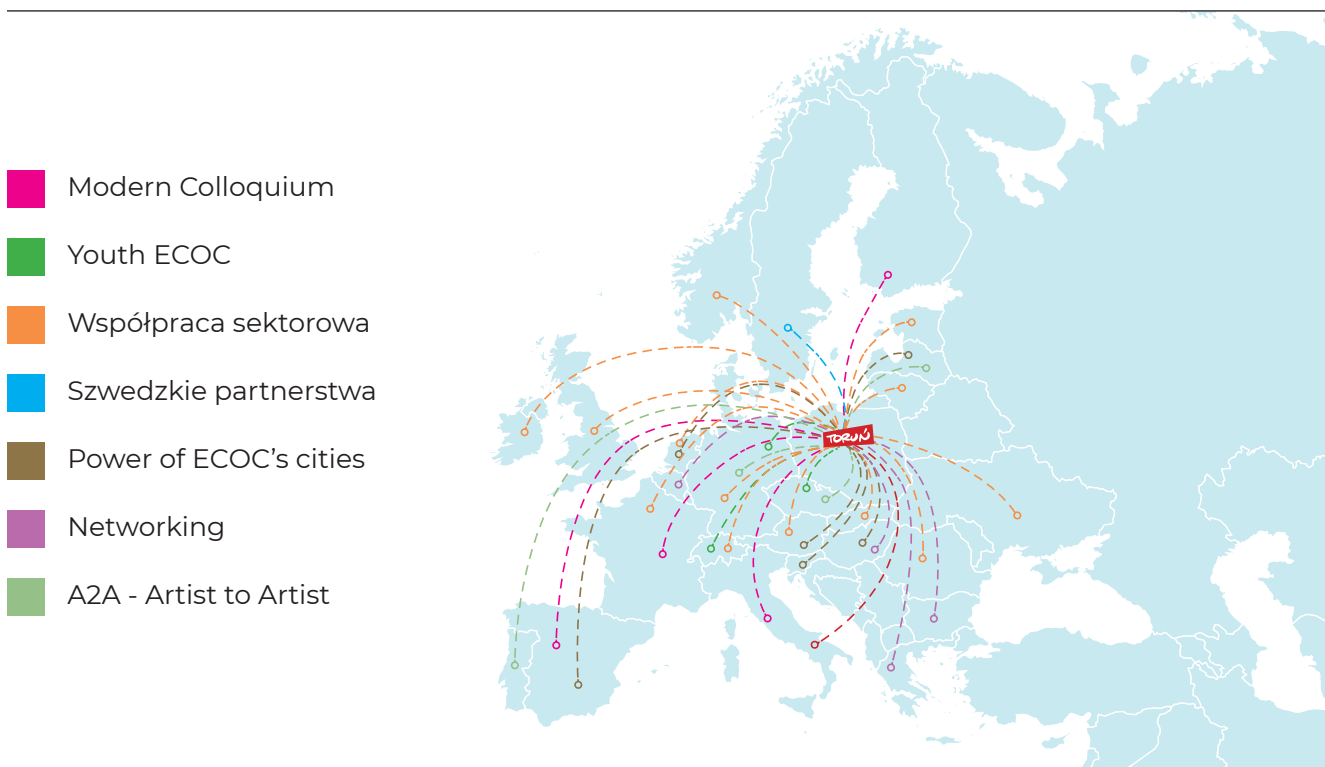 Modern Colloquium
Youth ECOC
Współpraca sektorowa
Szwedzkie partnerstwa
Power of ECOC's cities
Networking
A2A - Artist to Artist
TORUŃ